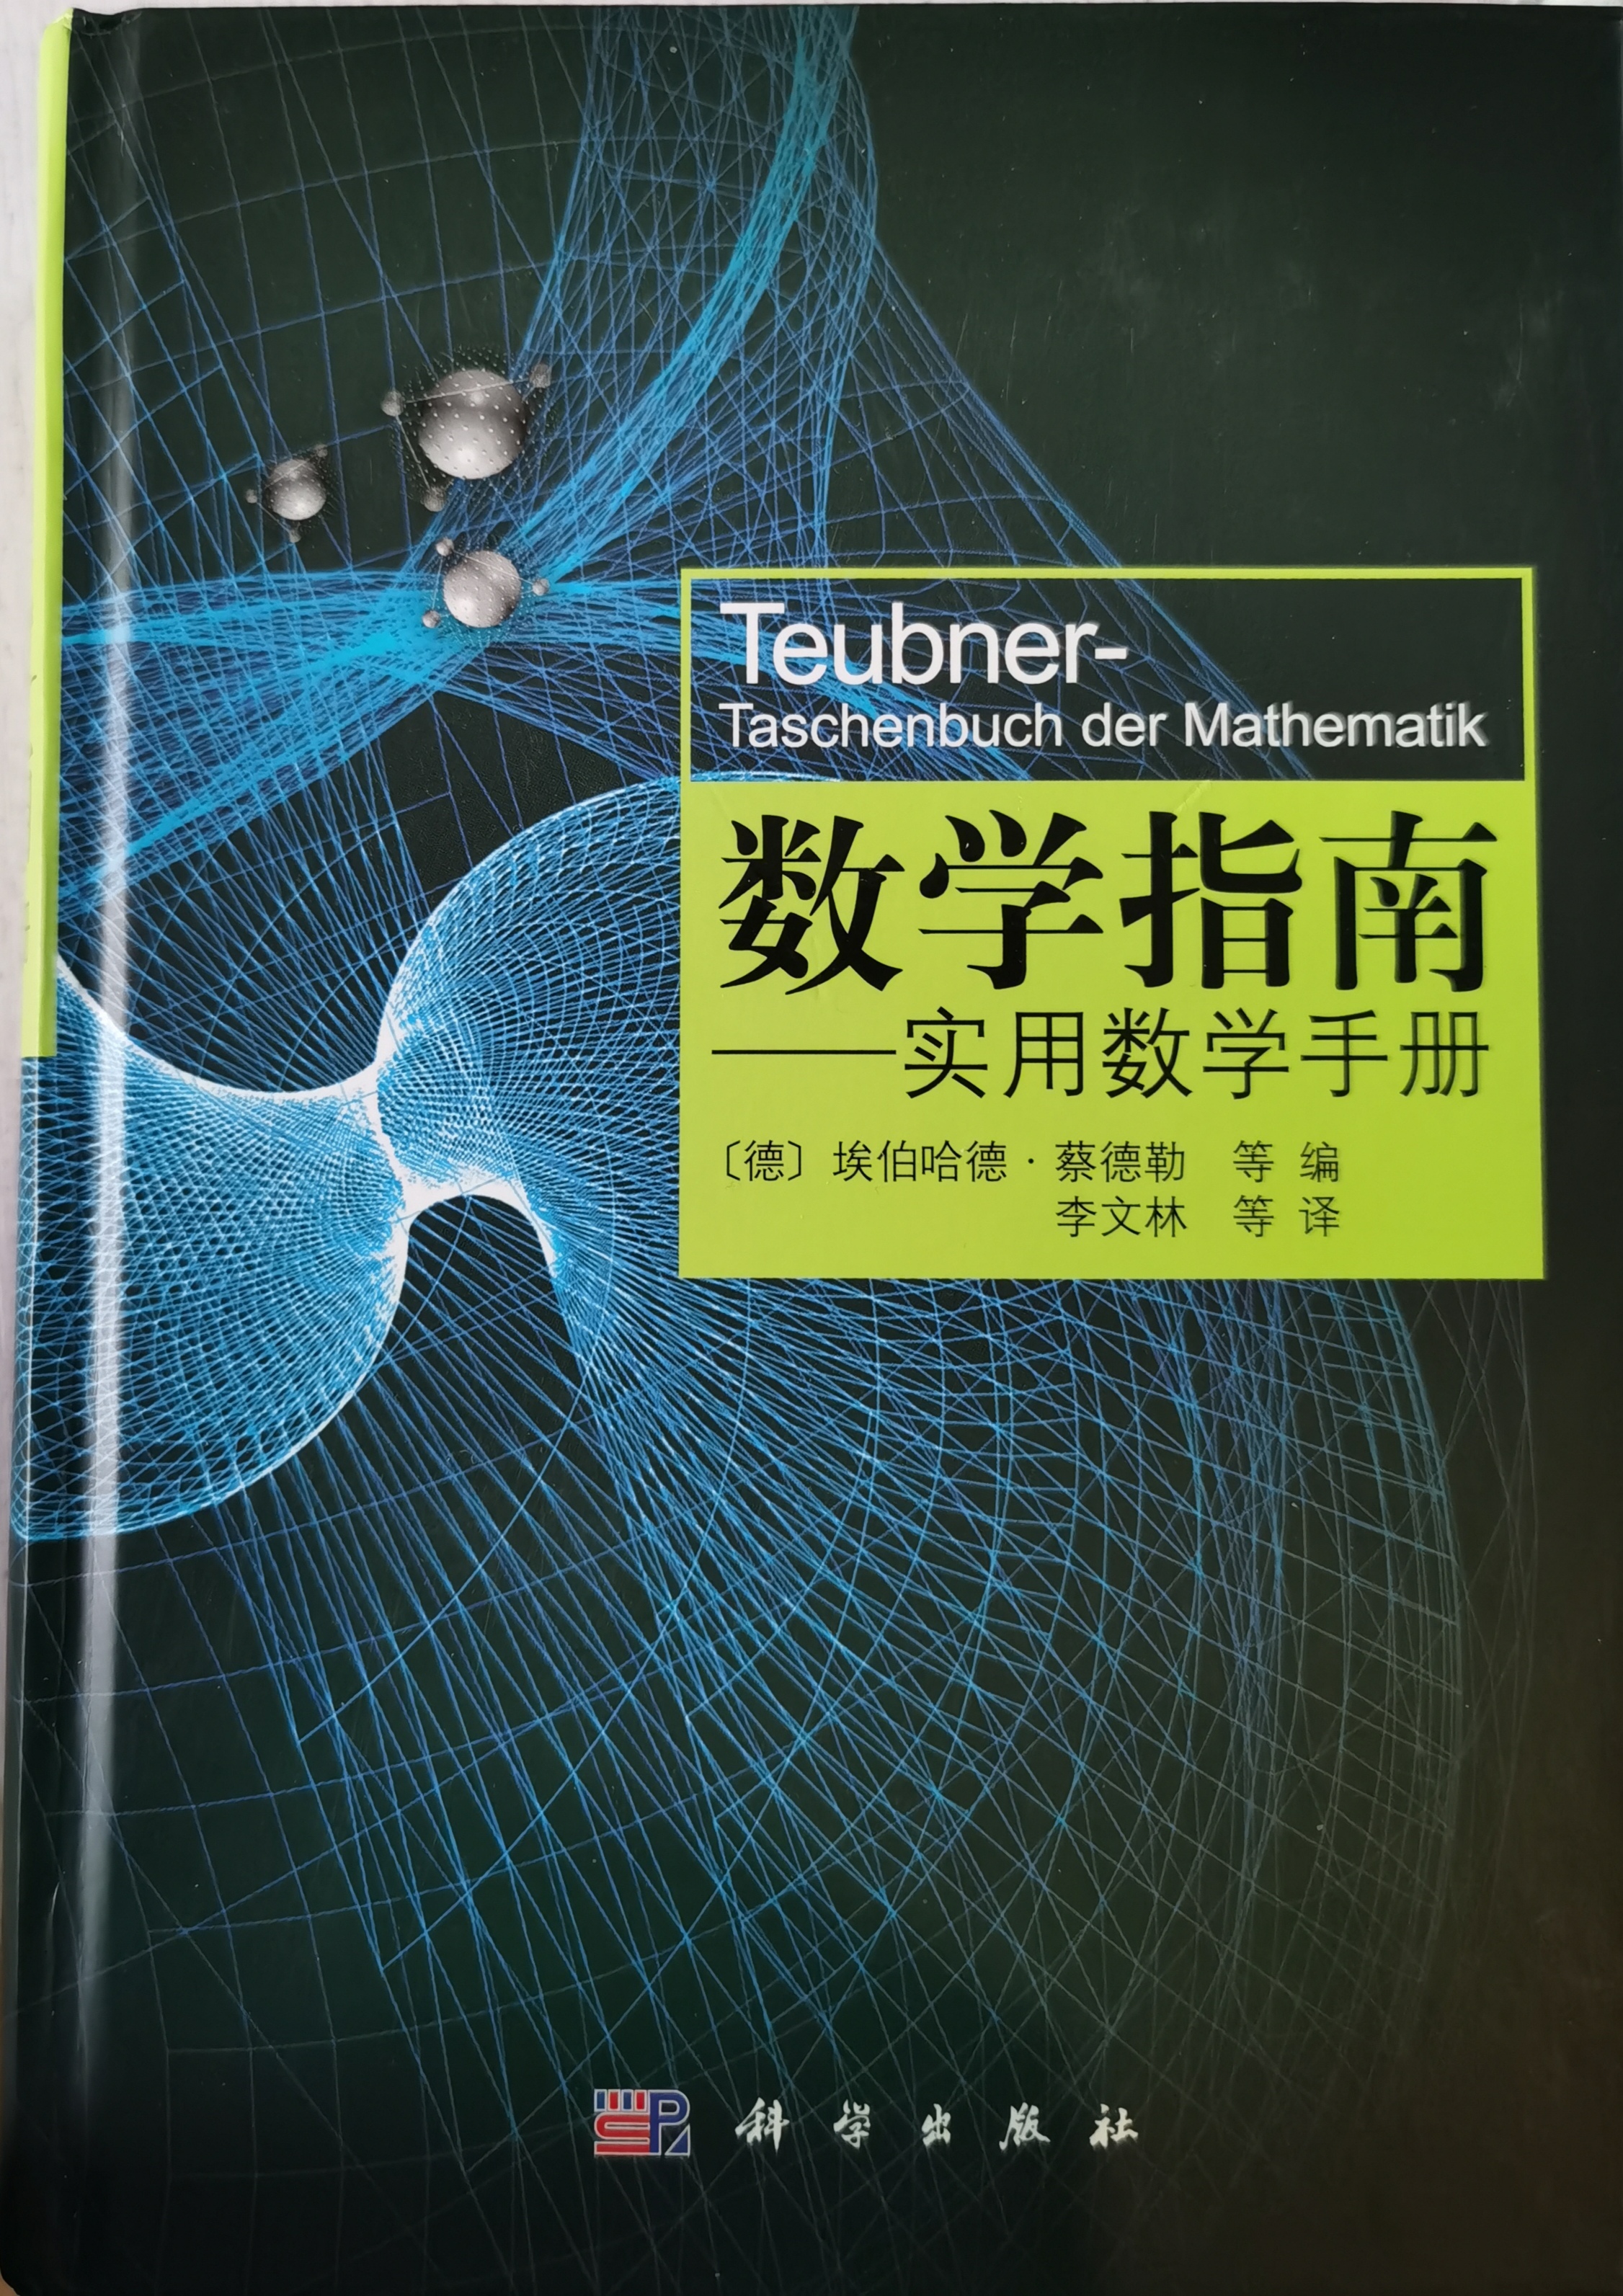 Teubner-
Taschenbuch der Mathematik
数学指南
——实用数学手册
〔德〕埃伯哈德·蔡德勒 等 编
李文林 等 译
科学出版社